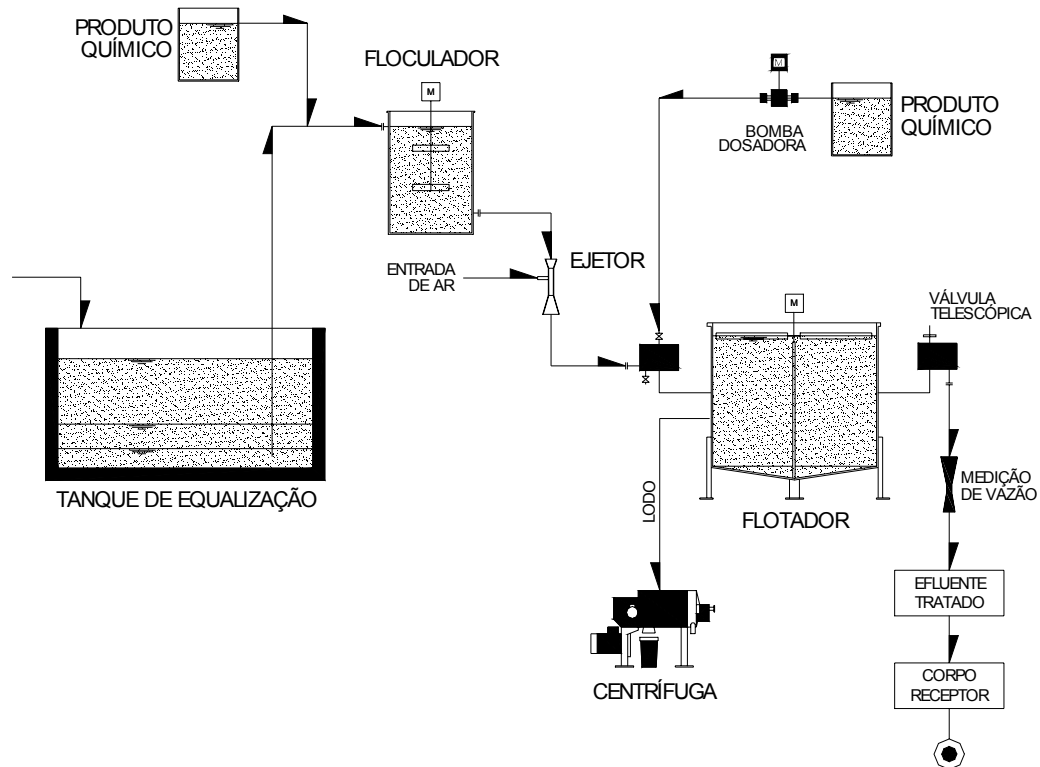 PRODUTO
QUÍMICO
FLOCULADOR
M
M
PRODUTO
QUÍMICO
BOMBA
DOSADORA
EJETOR
ENTRADA
DE AR
M
VÁLVULA
TELESCÓPICA
TANQUE DE EQUALIZAÇÃO
LODO
FLOTADOR
MEDIÇÃO
DE VAZÃO
EFLUENTE
TRATADO
CENTRÍFUGA
CORPO
RECEPTOR